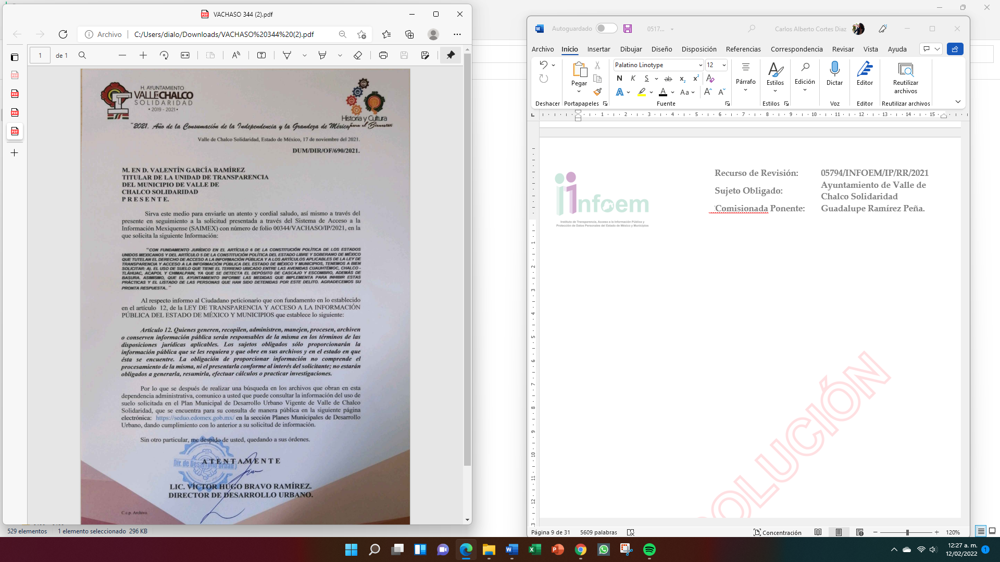 VACHASO 344 (2).pdf
Archivo
C:/Users/dialo/Downloads/VACHASO%20344%20(2).pdf
1
de 1
H. AYUNTAMIENTO
VALLE DE CHALCO
SOLIDARIDAD
• 2019 - 2021 •
Historia y Cultura
para el Bienestar
"2021. Año de la Consumación de la Independencia y la Grandeza de México"
Valle de Chalco Solidaridad, Estado de México, 17 de noviembre del 2021.
DUM/DIR/OF/690/2021.
M. EN D. VALENTÍN GARCÍA RAMÍREZ
TITULAR DE LA UNIDAD DE TRANSPARENCIA
DEL MUNICIPIO DE VALLE DE
CHALCO SOLIDARIDAD
P R E S E N T E.
Sirva este medio para enviarle un atento y cordial saludo, así mismo a través del
presente en seguimiento a la solicitud presentada a través del Sistema de Acceso a la
Información Mexiquense (SAIMEX) con número de folio 00344/VACHASO/IP/2021, en la
que solicita la siguiente Información:
"CON FUNDAMENTO JURÍDICO EN EL ARTÍCULO 6 DE LA CONSTITUCIÓN POLÍTICA DE LOS ESTADOS
UNIDOS MEXICANOS Y DEL ARTÍCULO 5 DE LA CONSTITUCIÓN POLÍTICA DEL ESTADO LIBRE Y SOBERANO DE MÉXICO
QUE TUTELAN EL DERECHO DE ACCESO A LA INFORMACIÓN PÚBLICA Y A LOS ARTÍCULOS APLICABLES DE LA LEY DE
TRANSPARENCIA Y ACCESO A LA INFORMACIÓN PÚBLICA DEL ESTADO DE MÉXICO Y MUNICIPIOS, TENEMOS A BIEN
SOLICITAR: A). EL USO DE SUELO QUE TIENE EL TERRENO UBICADO ENTRE LAS AVENIDAS CUAUHTÉMOC, CHALCO -
TLÁHUAC, ACAPOL Y CHIMALPAIN, YA QUE SE DETECTA EL DEPÓSITO DE CASCAJO Y ESCOMBRO, ADEMÁS DE
BASURA. ASIMISMO, QUE EL AYUNTAMIENTO INFORME LAS MEDIDAS QUE IMPLEMENTA PARA INHIBIR ESTAS
PRÁCTICAS Y EL LISTADO DE LAS PERSONAS QUE HAN SIDO DETENIDAS POR ESTE DELITO. AGRADECEMOS SU
PRONTA RESPUESTA.."
Al respecto informo al Ciudadano peticionario que con fundamento en lo establecido
en el artículo 12, de la LEY DE TRANSPARENCIA Y ACCESO A LA INFORMACIÓN
PÚBLICA DEL ESTADO DE MÉXICO Y MUNICIPIOS que establece lo siguiente:
Artículo 12. Quienes generen, recopilen, administren, manejen, procesen, archiven
o conserven información pública serán responsables de la misma en los términos de las
disposiciones jurídicas aplicables. Los sujetos obligados sólo proporcionarán la
información pública que se les requiera y que obre en sus archivos y en el estado en que
ésta se encuentre. La obligación de proporcionar información no comprende el
procesamiento de la misma, ni el presentarla conforme al interés del solicitante; no estarán
obligados a generarla, resumirla, efectuar cálculos o practicar investigaciones.
Por lo que se después de realizar una búsqueda en los archivos que obran en esta
dependencia administrativa, comunico a usted que puede consultar la información del uso de
suelo solicitada en el Plan Municipal de Desarrollo Urbano Vigente de Valle de Chalco
Solidaridad, que se encuentra para su consulta de manera pública en la siguiente página
electrónica: https://seduo.edomex.gob.mx/ en la sección Planes Municipales de Desarrollo
Urbano, dando cumplimiento con lo anterior a su solicitud de información.
Sin otro particular, me despido de usted, quedando a sus órdenes.
A T E N T A M E N T E
Dir. de Desarrollo Urbano
LIC. VÍCTOR HUGO BRAVO RAMÍREZ.
DIRECTOR DE DESARROLLO URBANO.
C.c.p. Archivo.
529 elementos
1 elemento seleccionado 296 KB
Autoguardado
0517...
Carlos Alberto Cortes Diaz
Archivo Inicio Insertar Dibujar Diseño Disposición Referencias Correspondencia Revisar Vista Ayuda
Pegar
Palatino Linotype
12
N K S ab x₂ x² A
A A Aa A A
Párrafo
Estilos
Edición
Dictar
Editor
Reutilizar
archivos
Deshacer Portapapeles Fuente Estilos Voz Editor Reutilizar archivos
1 2 3 4 5 6 7 8 9 10 11 12 13 14 15
infoem
Instituto de Transparencia, Acceso a la Información Pública y
Protección de Datos Personales del Estado de México y Municipios
Recurso de Revisión: 05794/INFOEM/IP/RR/2021
Sujeto Obligado: Ayuntamiento de Valle de
Chalco Solidaridad
Comisionada Ponente: Guadalupe Ramírez Peña.
OLUCIÓN
1
2
3
4
5
6
7
8
9
10
11
12
Página 9 de 31
5609 palabras
Concentración
120%
12:27 a. m.
12/02/2022
1